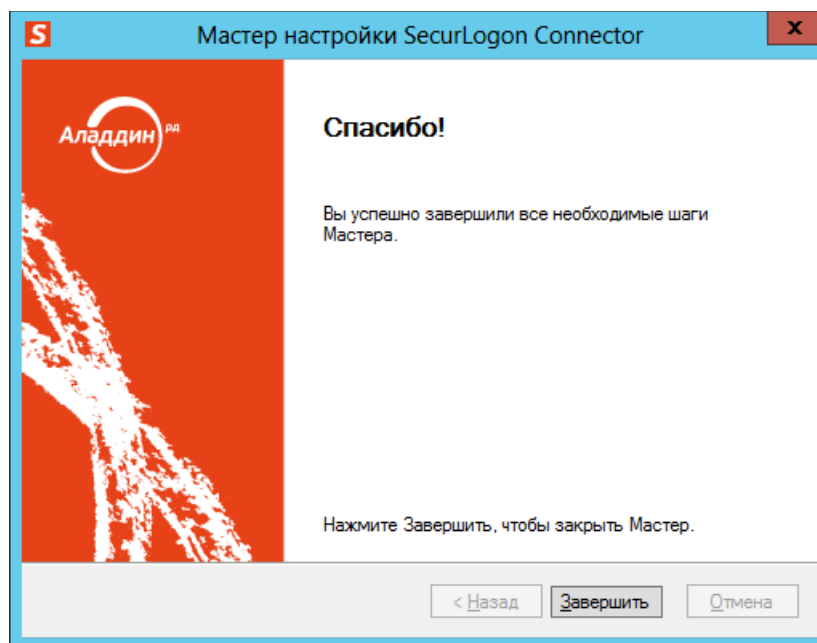 S
Мастер настройки SecurLogon Connector
x
Аладдин РД
Спасибо!
Вы успешно завершили все необходимые шаги
Мастера.
Нажмите Завершить, чтобы закрыть Мастер.
< Назад
Завершить
Отмена